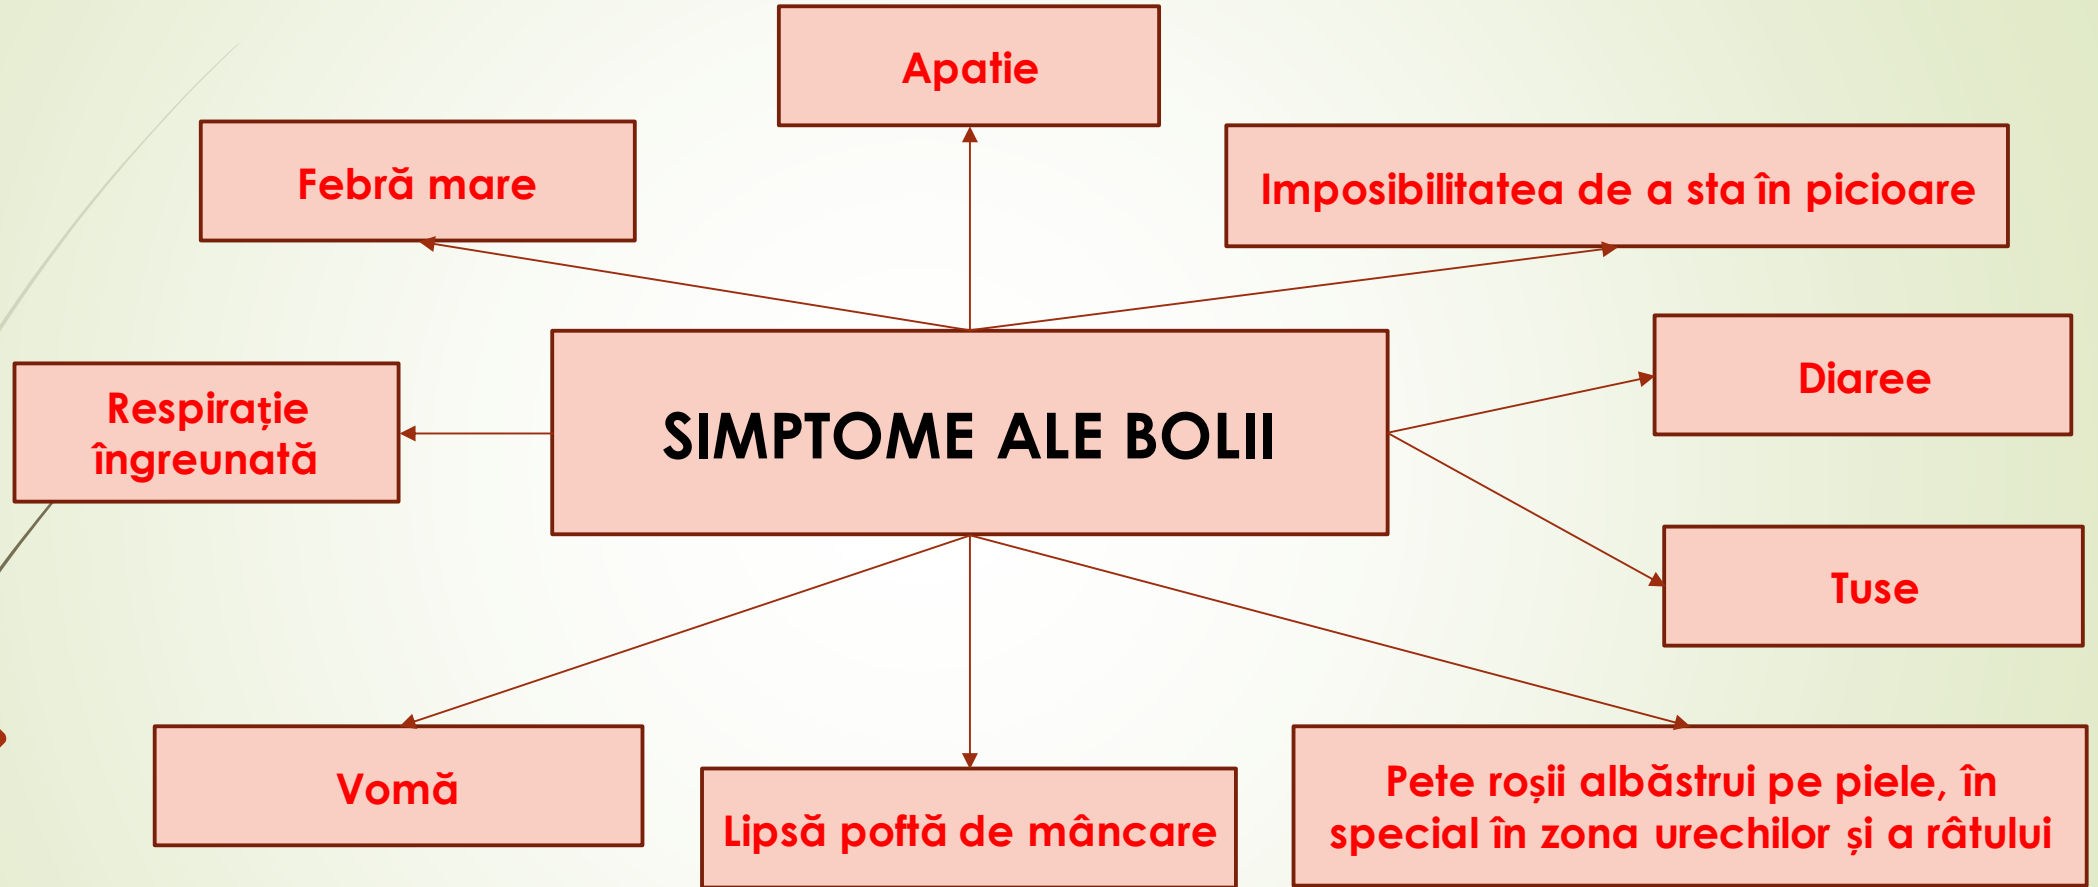 Apatie
Febră mare
Imposibilitatea de a sta în picioare
Respirație
îngreunată
SIMPTOME ALE BOLII
Diaree
Tuse
Vomă
Lipsă poftă de mâncare
Pete roșii albăstrui pe piele, în
special în zona urechilor și a râtului